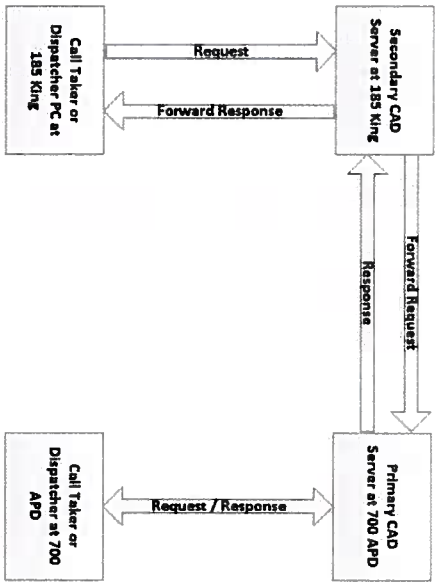 Call Taker or
Dispatcher PC at
185 King
Request
Forward Response
Secondary CAD
Server at 185 King
Forward Request
Response
Call Taker or
Dispatcher at 700
APD
Request / Response
Primary CAD
Server at 700 APD